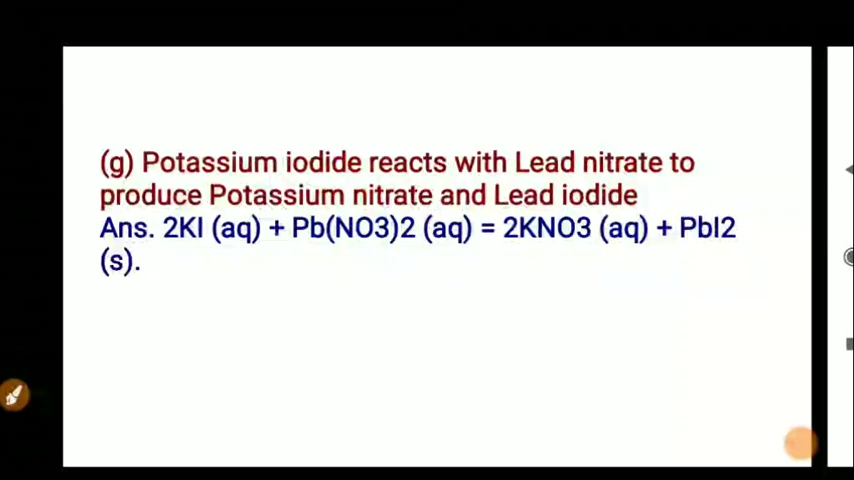 (g) Potassium iodide reacts with Lead nitrate to
produce Potassium nitrate and Lead iodide
Ans. 2KI (aq) + Pb(NO3)2 (aq) = 2KNO3 (aq) + PbI2
(s).